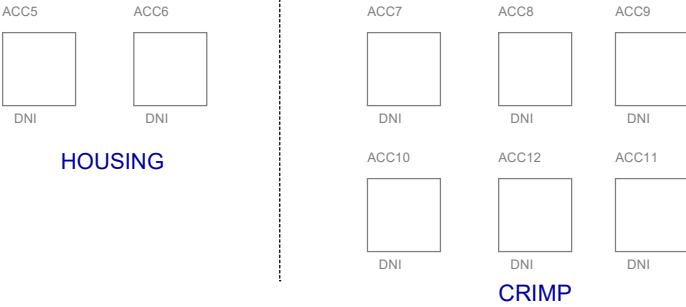 ACC5 ACC6 ACC7 ACC8 ACC9
DNI DNI DNI DNI DNI
HOUSING
ACC10 ACC12 ACC11
DNI DNI DNI
CRIMP